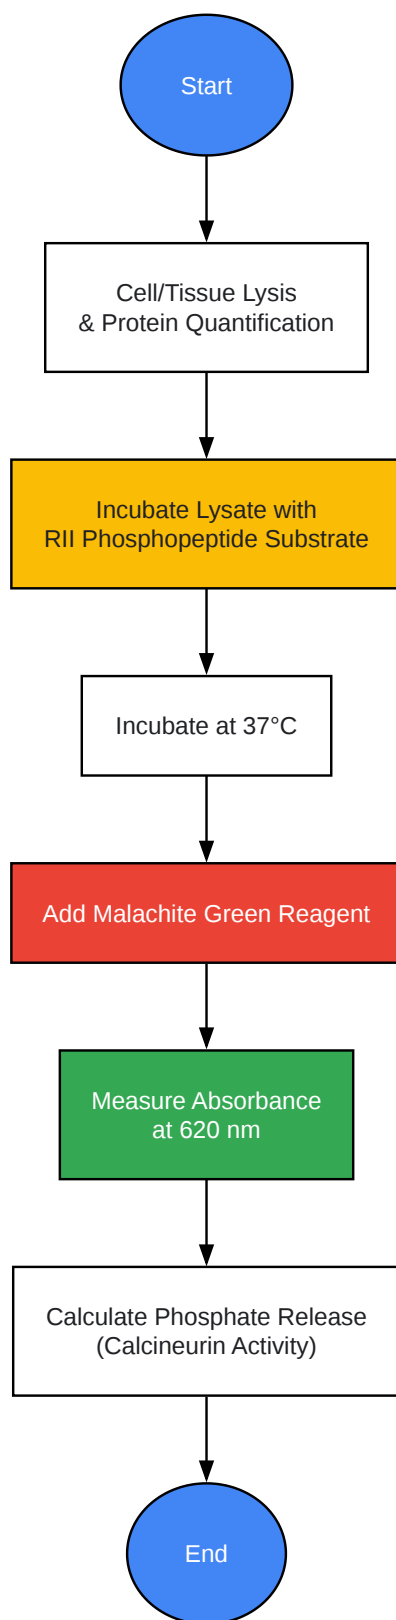 Start
Cell/Tissue Lysis
& Protein Quantification
Incubate Lysate with
RII Phosphopeptide Substrate
Incubate at 37°C
Add Malachite Green Reagent
Measure Absorbance
at 620 nm
Calculate Phosphate Release
(Calcineurin Activity)
End